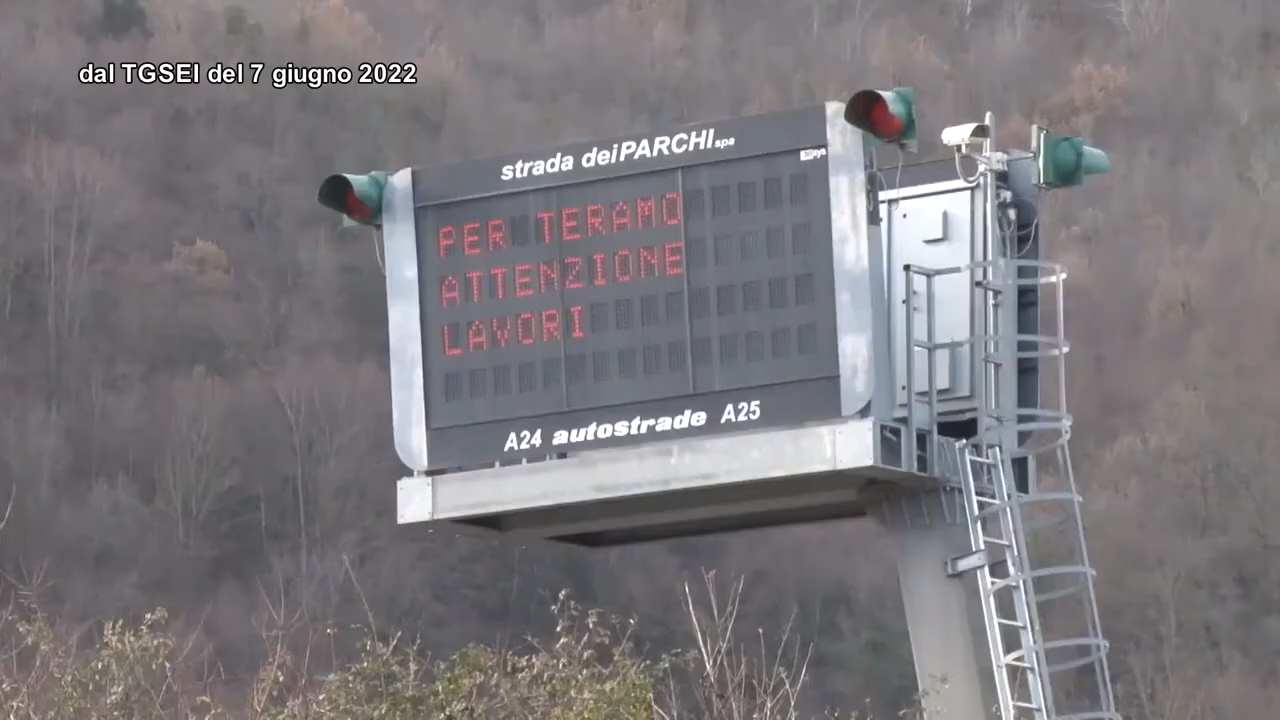 dal TGSEI del 7 giugno 2022
strada deiPARCHI spa
PER TERAMO
ATTENZIONE
LAVORI
A24 autostrade A25